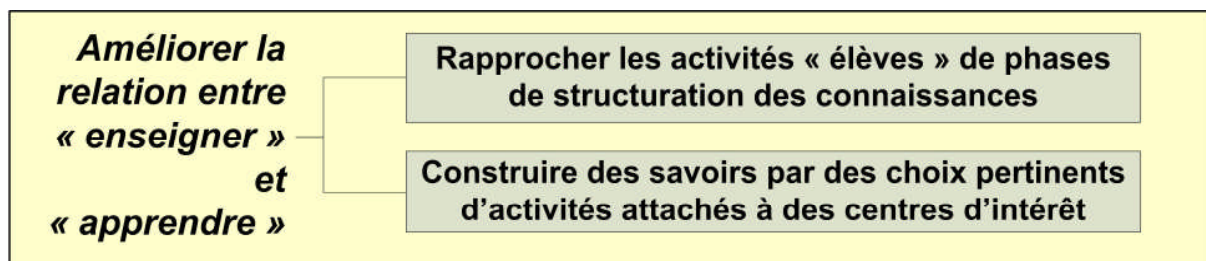 Améliorer la
relation entre
« enseigner »
et
« apprendre »
Rapprocher les activités « élèves » de phases
de structuration des connaissances
Construire des savoirs par des choix pertinents
d'activités attachés à des centres d'intérêt